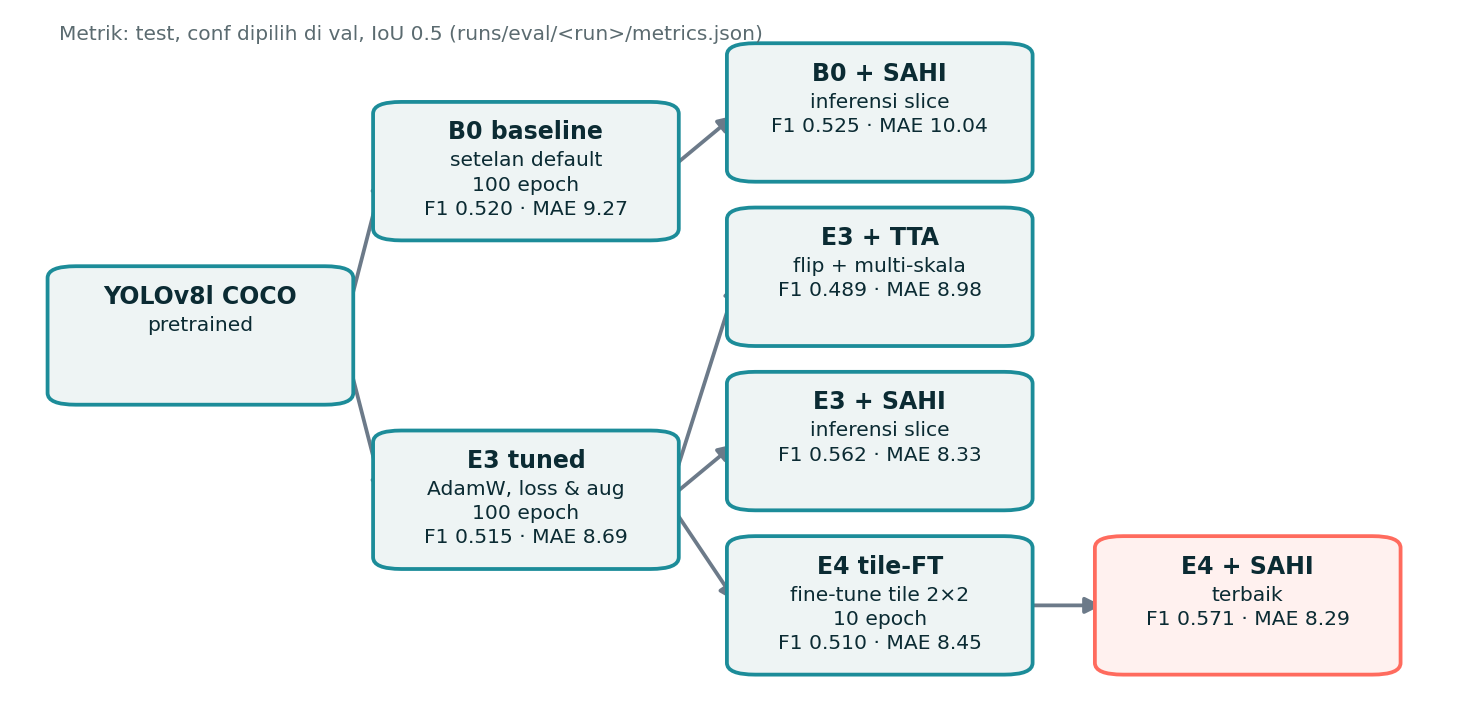 Metrik: test, conf dipilih di val, IoU 0.5 (runs/eval/<run>/metrics.json)
B0 + SAHI
inferensi slice
F1 0.525 · MAE 10.04
B0 baseline
setelan default
100 epoch
F1 0.520 · MAE 9.27
E3 + TTA
flip + multi-skala
F1 0.489 · MAE 8.98
YOLOv8l COCO
pretrained
E3 + SAHI
inferensi slice
F1 0.562 · MAE 8.33
E3 tuned
AdamW, loss & aug
100 epoch
F1 0.515 · MAE 8.69
E4 tile-FT
fine-tune tile 2×2
10 epoch
F1 0.510 · MAE 8.45
E4 + SAHI
terbaik
F1 0.571 · MAE 8.29